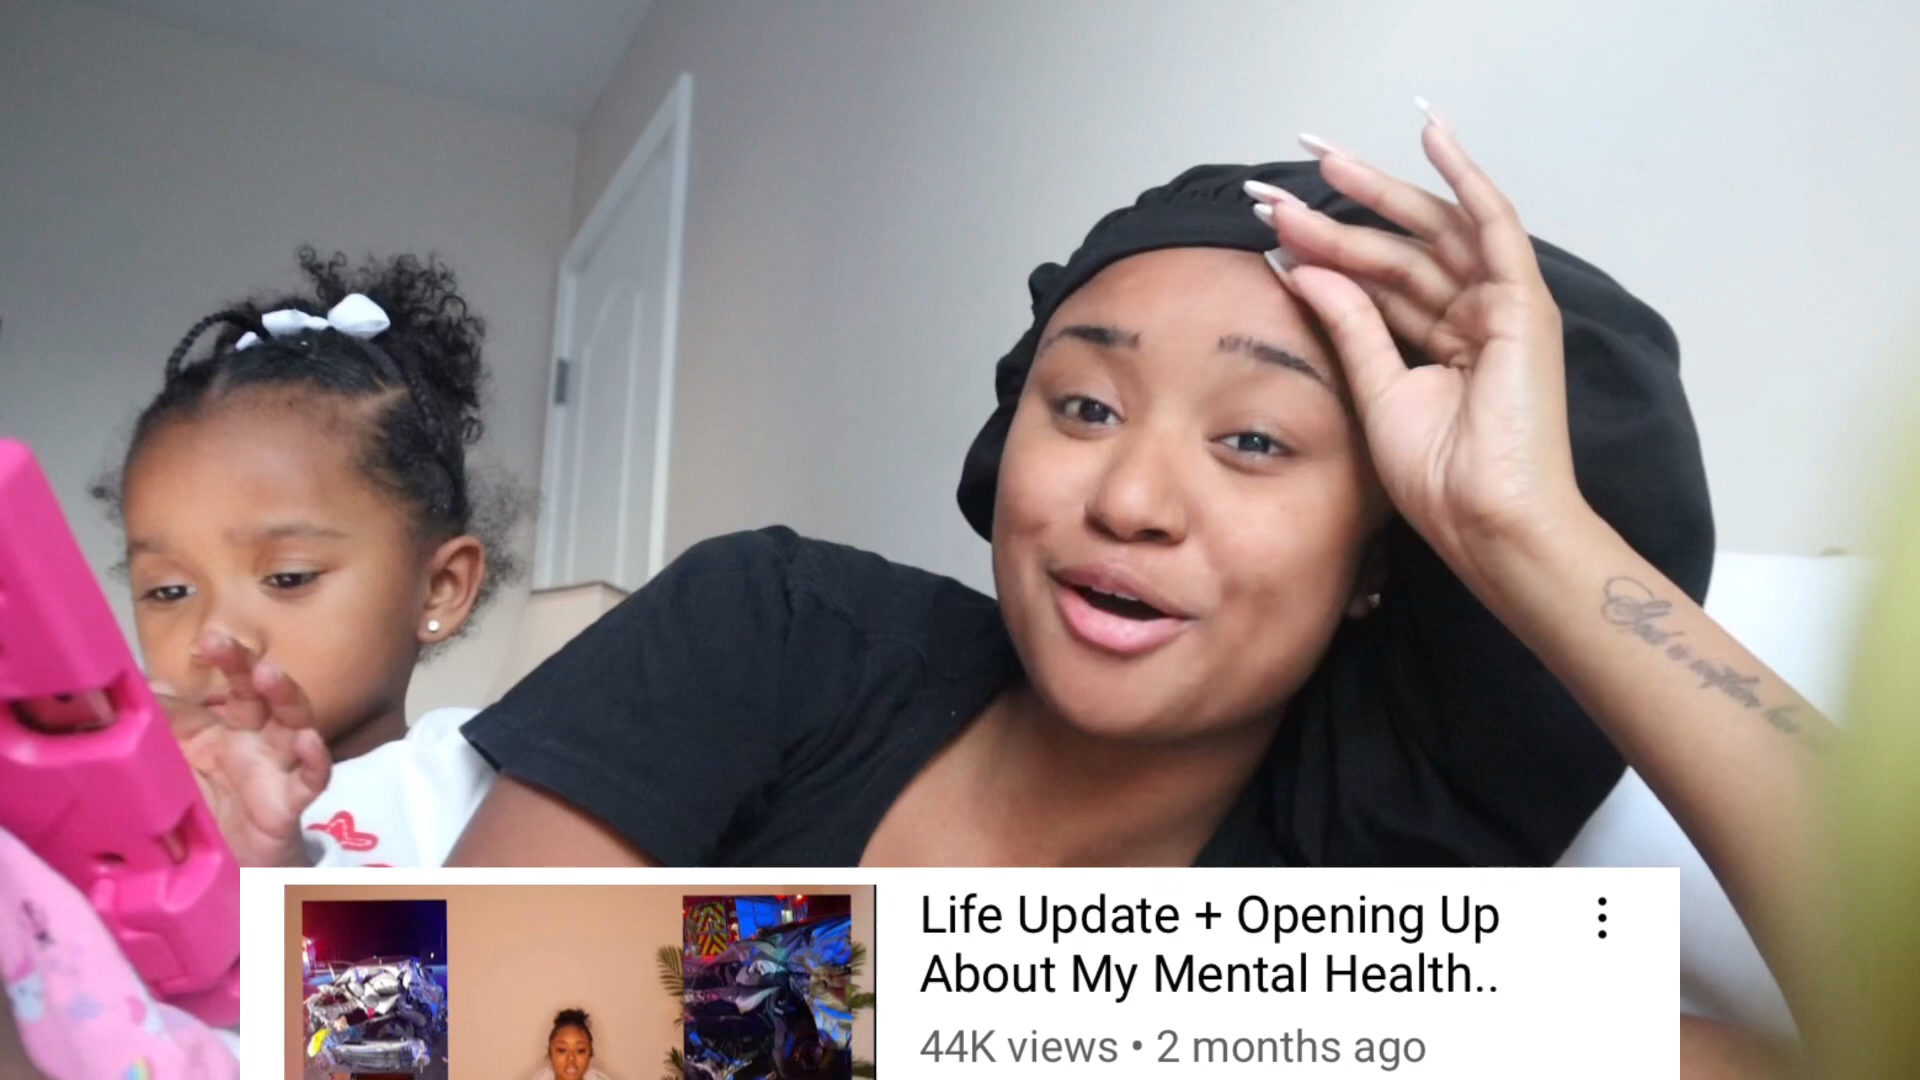 Life Update + Opening Up
About My Mental Health..
44K views • 2 months ago